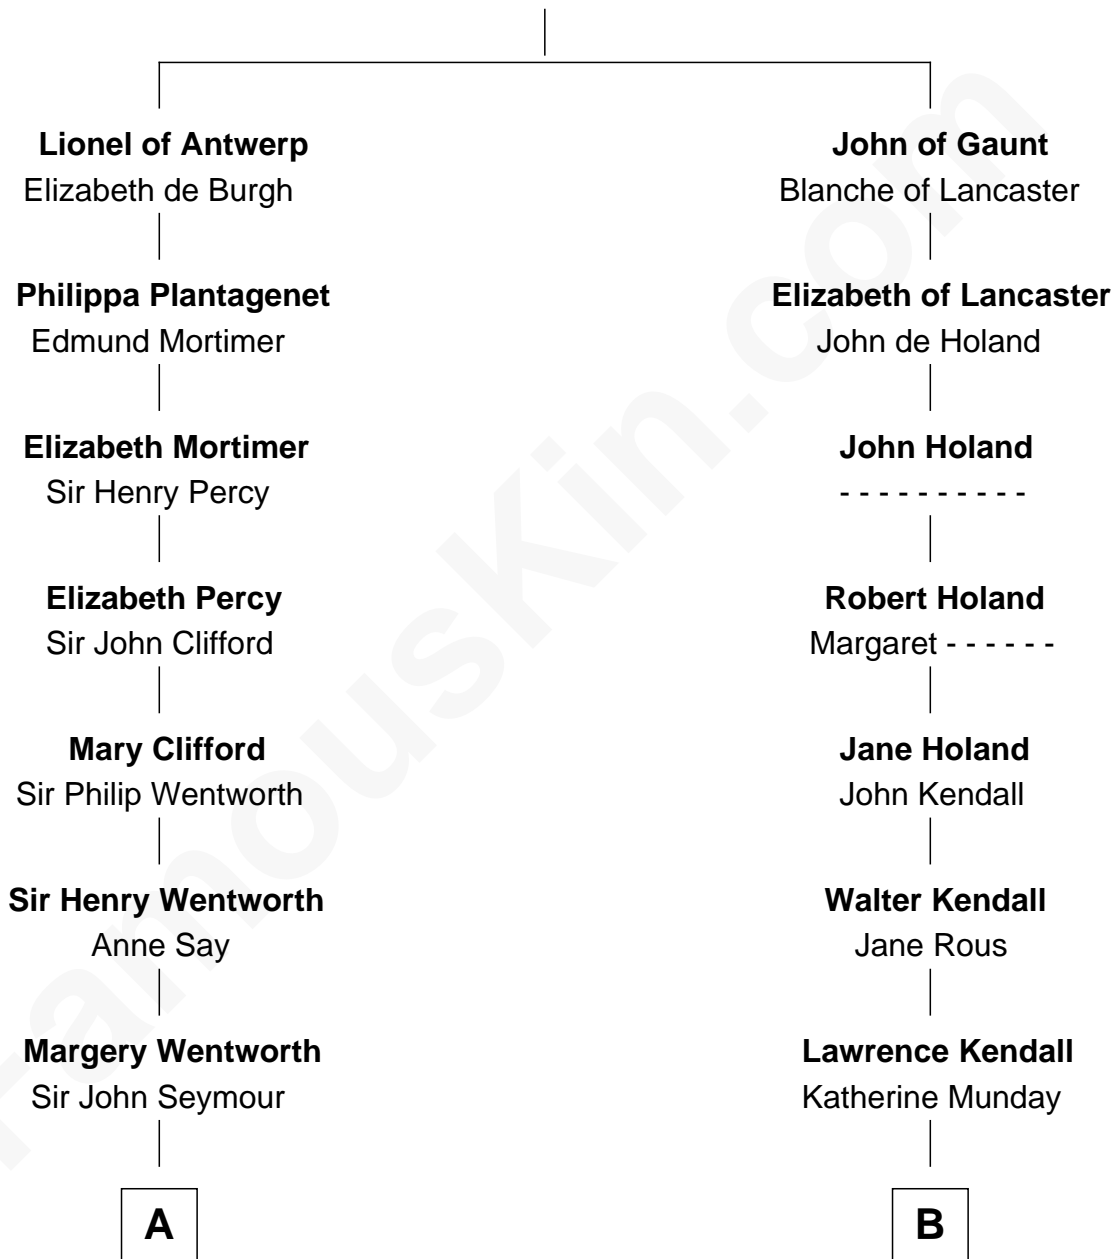 Lionel of Antwerp
Elizabeth de Burgh
Philippa Plantagenet
Edmund Mortimer
Elizabeth Mortimer
Sir Henry Percy
Elizabeth Percy
Sir John Clifford
Mary Clifford
Sir Philip Wentworth
Sir Henry Wentworth
Anne Say
Margery Wentworth
Sir John Seymour
A
John of Gaunt
Blanche of Lancaster
Elizabeth of Lancaster
John de Holand
John Holand
- - - - - - - - - -
Robert Holand
Margaret - - - - - -
Jane Holand
John Kendall
Walter Kendall
Jane Rous
Lawrence Kendall
Katherine Munday
B
FamousKin.com